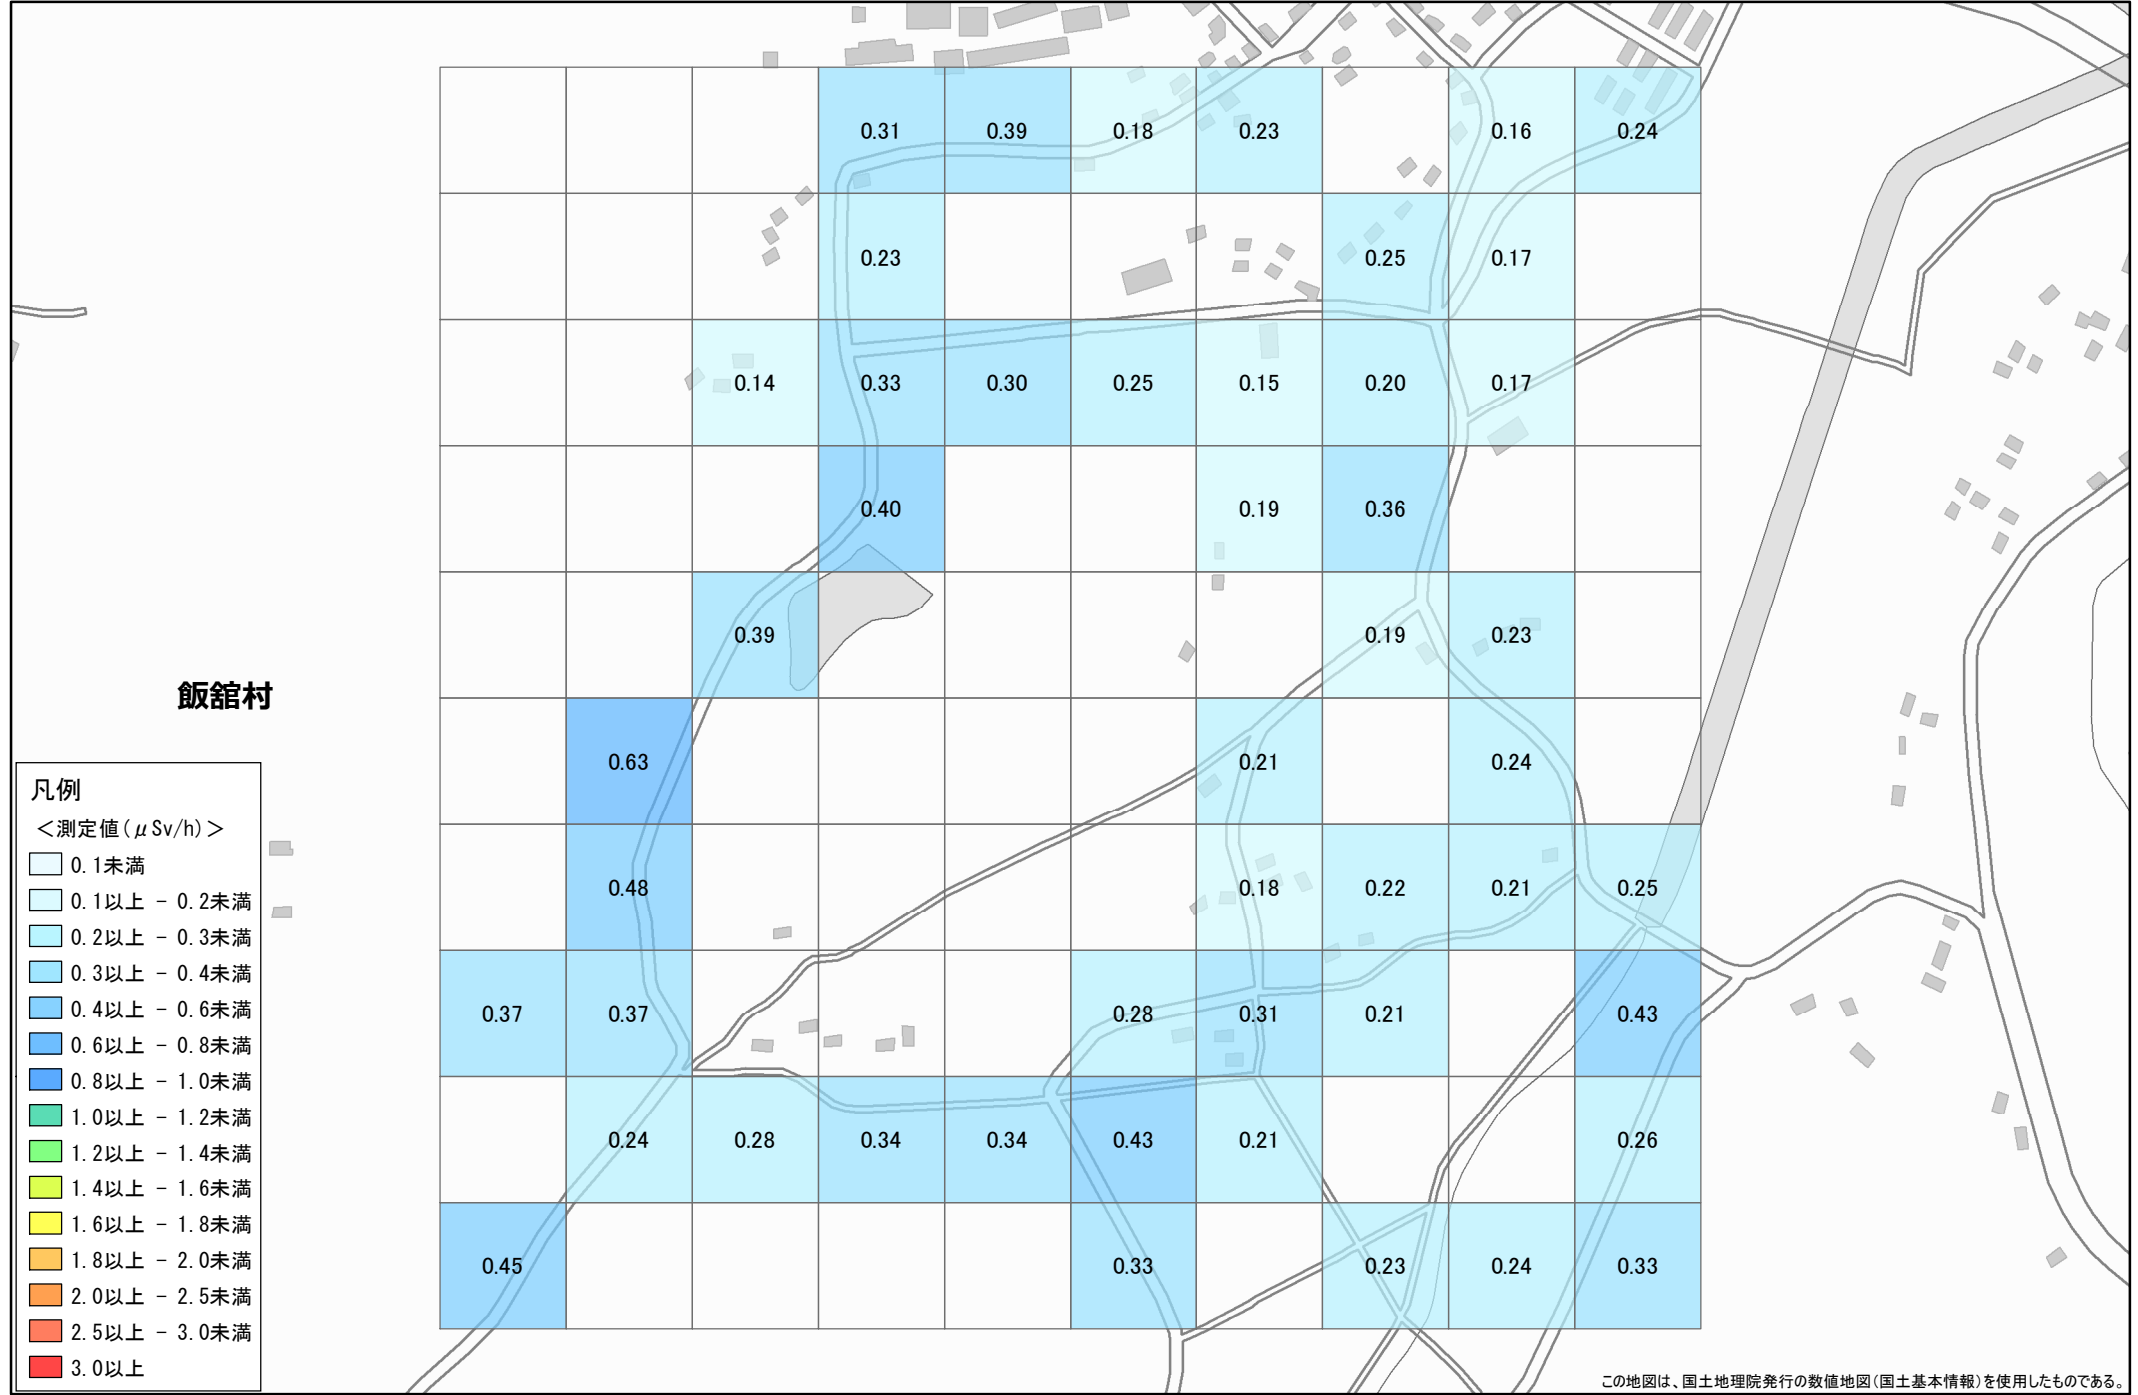 0.31 0.39 0.18 0.23 0.16 0.24
0.23 0.25 0.17
0.14 0.33 0.30 0.25 0.15 0.20 0.17
0.40 0.19 0.36
0.39 0.19 0.23
飯舘村
0.63 0.21 0.24
0.48 0.18 0.22 0.21 0.25
0.37 0.37 0.28 0.31 0.21 0.43
0.24 0.28 0.34 0.34 0.43 0.21 0.26
0.45 0.33 0.23 0.24 0.33
凡例
＜測定値(μSv/h)＞
0.1未満
0.1以上 － 0.2未満
0.2以上 － 0.3未満
0.3以上 － 0.4未満
0.4以上 － 0.6未満
0.6以上 － 0.8未満
0.8以上 － 1.0未満
1.0以上 － 1.2未満
1.2以上 － 1.4未満
1.4以上 － 1.6未満
1.6以上 － 1.8未満
1.8以上 － 2.0未満
2.0以上 － 2.5未満
2.5以上 － 3.0未満
3.0以上
この地図は、国土地理院発行の数値地図(国土基本情報)を使用したものである。